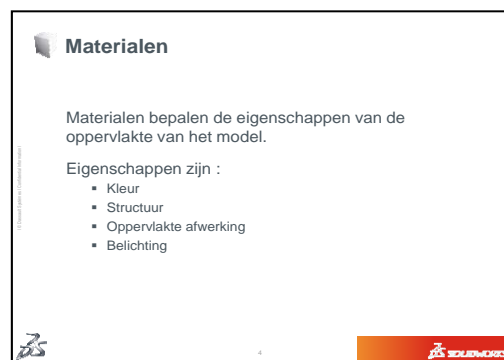 Materialen
Materialen bepalen de eigenschappen van de
oppervlakte van het model.
Eigenschappen zijn :
▪ Kleur
▪ Structuur
▪ Oppervlakte afwerking
▪ Belichting
4
SOLIDWORKS